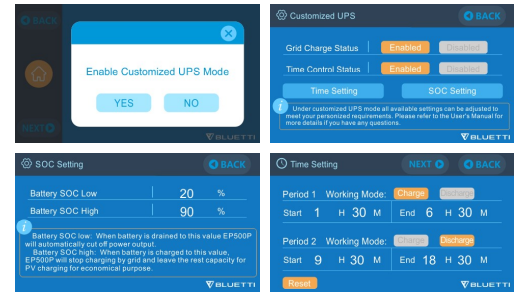 BACK
Enable Customized UPS Mode
YES
NO
NEXT
BLUETTI
Customized UPS
BACK
Grid Charge Status
Enabled
Disabled
Time Control Status
Enabled
Disabled
Time Setting
SOC Setting
Under customized UPS mode all available settings can be adjusted to
meet your personized requirements. Please refer to the User's Manual for
more details if you have any questions.
BLUETTI
SOC Setting
BACK
Battery SOC Low 20 %
Battery SOC High 90 %
Battery SOC low: When battery is drained to this value EP500P
will automatically cut off power output.
Battery SOC high: When battery is charged to this value,
EP500P will stop charging by grid and leave the rest capacity for
PV charging for economical purpose.
BLUETTI
Time Setting
NEXT
BACK
Period 1 Working Mode: Charge Discharge
Start 1 H 30 M End 6 H 30 M
Period 2 Working Mode: Charge Discharge
Start 9 H 30 M End 18 H 30 M
Reset
BLUETTI